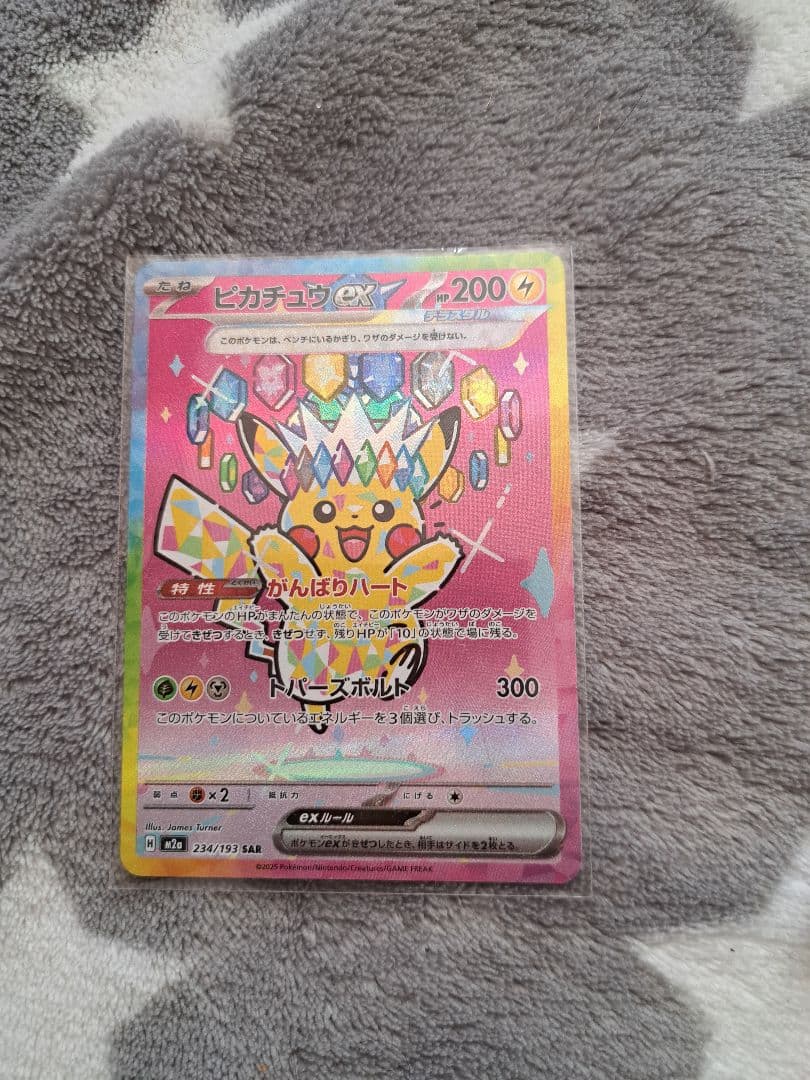 たね
ピカチュウex
HP 200
テラスタル
このポケモンは、ベンチにいるかぎり、ワザのダメージを受けない。
特性 がんばりハート
このポケモンのHPがまんたんの状態で、このポケモンがワザのダメージを
受けてきぜつするとき、きぜつせず、残りHPが「10」の状態で場に残る。
トパーズボルト 300
このポケモンについているエネルギーを3個選び、トラッシュする。
弱点 ×2 抵抗力 にげる
exルール
ポケモンexがきぜつしたとき、相手はサイドを2枚とる。
Illus. James Turner
H m2a 234/193 SAR
©2025 Pokémon/Nintendo/Creatures/GAME FREAK